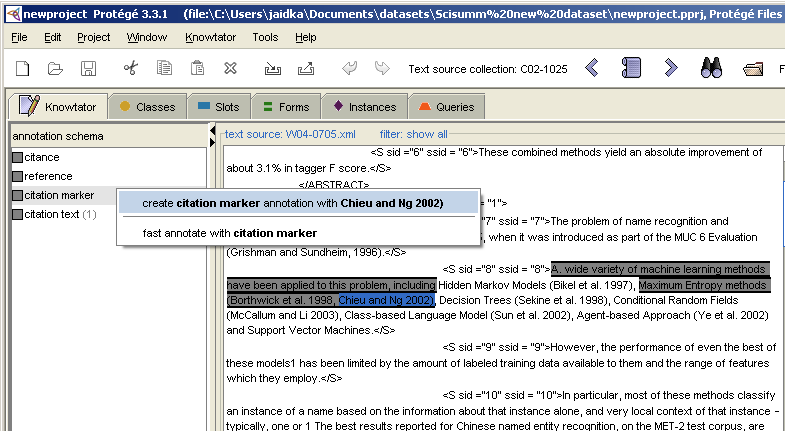 newproject Protégé 3.3.1 (file:\C:\Users\jaidka\Documents\datasets\Scisumm%20new%20dataset\newproject.pprj, Protégé Files
File Edit Project Window Knowtator Tools Help
Text source collection: C02-1025 F
Knowtator Classes Slots Forms Instances Queries
annotation schema
citance
reference
citation marker
citation text (1)
create citation marker annotation with Chieu and Ng 2002)
fast annotate with citation marker
text source: W04-0705.xml filter: show all
<S sid ="6" ssid = "6">These combined methods yield an absolute improvement of
about 3.1% in tagger F score.</S>
</ABSTRACT>
= "1">
"7" ssid = "7">The problem of name recognition and
, when it was introduced as part of the MUC 6 Evaluation
(Grishman and Sundheim, 1996).</S>
<S sid ="8" ssid = "8">A. wide variety of machine learning methods
have been applied to this problem, including Hidden Markov Models (Bikel et al. 1997), Maximum Entropy methods
(Borthwick et al. 1998, Chieu and Ng 2002), Decision Trees (Sekine et al. 1998), Conditional Random Fields
(McCallum and Li 2003), Class-based Language Model (Sun et al. 2002), Agent-based Approach (Ye et al. 2002)
and Support Vector Machines.</S>
<S sid ="9" ssid = "9">However, the performance of even the best of
these models1 has been limited by the amount of labeled training data available to them and the range of features
which they employ.</S>
<S sid ="10" ssid = "10">In particular, most of these methods classify
an instance of a name based on the information about that instance alone, and very local context of that instance -
typically, one or 1 The best results reported for Chinese named entity recognition, on the MET-2 test corpus, are